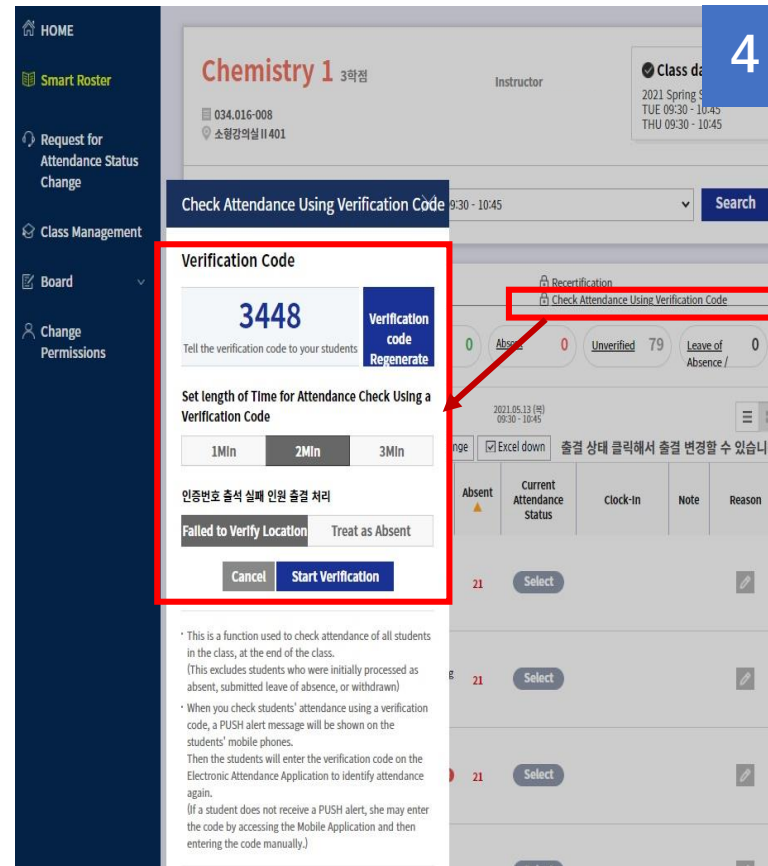 HOME
Smart Roster
Request for
Attendance Status
Change
Class Management
Board
Change
Permissions
4
Chemistry 1 3학점
Instructor
034.016-008
소형강의실 II 401
Class da
2021 Spring S
TUE 09:30 - 10:45
THU 09:30 - 10:45
9:30 - 10:45
Search
Recertification
Check Attendance Using Verification Code
0
Absent 0
Unverified 79
Leave of
Absence /
0
2021.05.13 (목)
09:30 - 10:45
nge
Excel down
출결 상태 클릭해서 출결 변경할 수 있습니
Absent
Current
Attendance
Status
Clock-In
Note
Reason
21 Select
g
21 Select
21 Select
Check Attendance Using Verification Code
Verification Code
3448
Tell the verification code to your students
Verification
code
Regenerate
Set length of Time for Attendance Check Using a
Verification Code
1Min 2Min 3Min
인증번호 출석 실패 인원 출결 처리
Failed to Verify Location Treat as Absent
Cancel Start Verification
· This is a function used to check attendance of all students
in the class, at the end of the class.
(This excludes students who were initially processed as
absent, submitted leave of absence, or withdrawn)
· When you check students' attendance using a verification
code, a PUSH alert message will be shown on the
students' mobile phones.
Then the students will enter the verification code on the
Electronic Attendance Application to identify attendance
again.
(If a student does not receive a PUSH alert, she may enter
the code by accessing the Mobile Application and then
entering the code manually.)